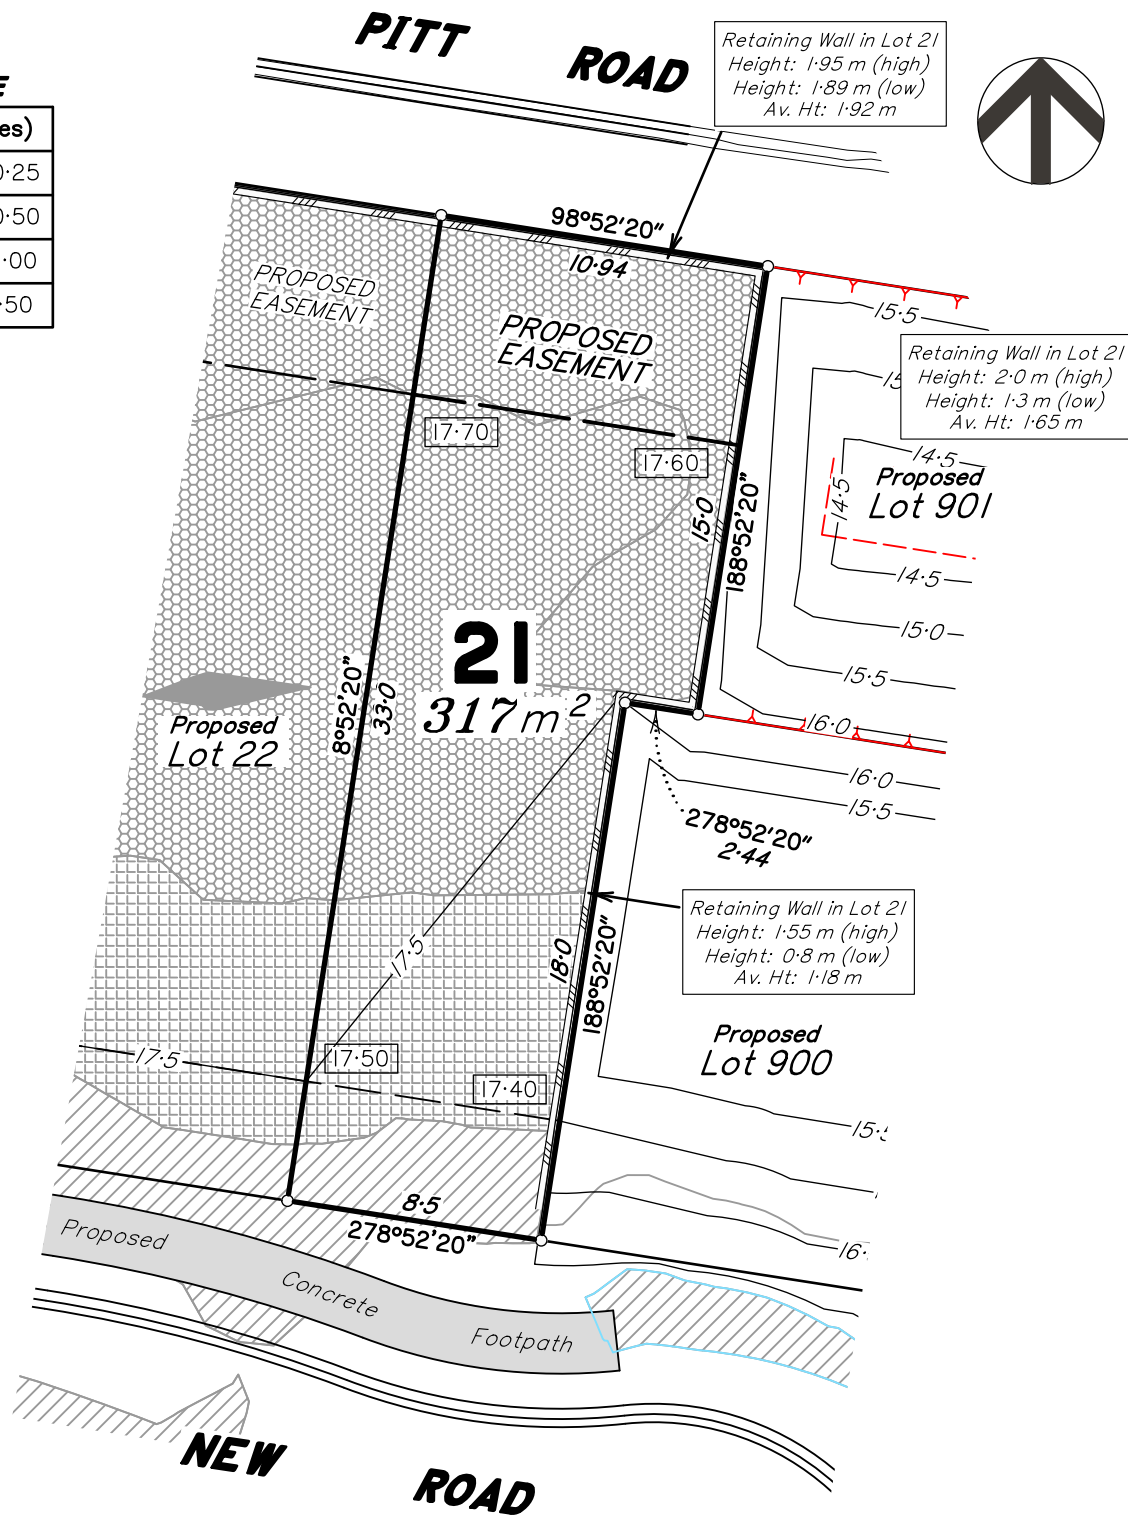 PITT ROAD
Retaining Wall in Lot 21
Height: 1·95 m (high)
Height: 1·89 m (low)
Av. Ht: 1·92 m
98°52'20"
10·94
PROPOSED
EASEMENT
PROPOSED
EASEMENT
15·5
Retaining Wall in Lot 21
Height: 2·0 m (high)
Height: 1·3 m (low)
Av. Ht: 1·65 m
17·70
17·60
14·5
Proposed
Lot 901
14·5
14·5
15·0
188°52'20"
15·0
15·5
16·0
21
317 m²
8°52'20"
33·0
Proposed
Lot 22
16·0
15·5
278°52'20"
2·44
Retaining Wall in Lot 21
Height: 1·55 m (high)
Height: 0·8 m (low)
Av. Ht: 1·18 m
17·5
18·0
188°52'20"
Proposed
Lot 900
17·5
17·50
17·40
8·5
278°52'20"
Proposed Concrete Footpath
NEW ROAD